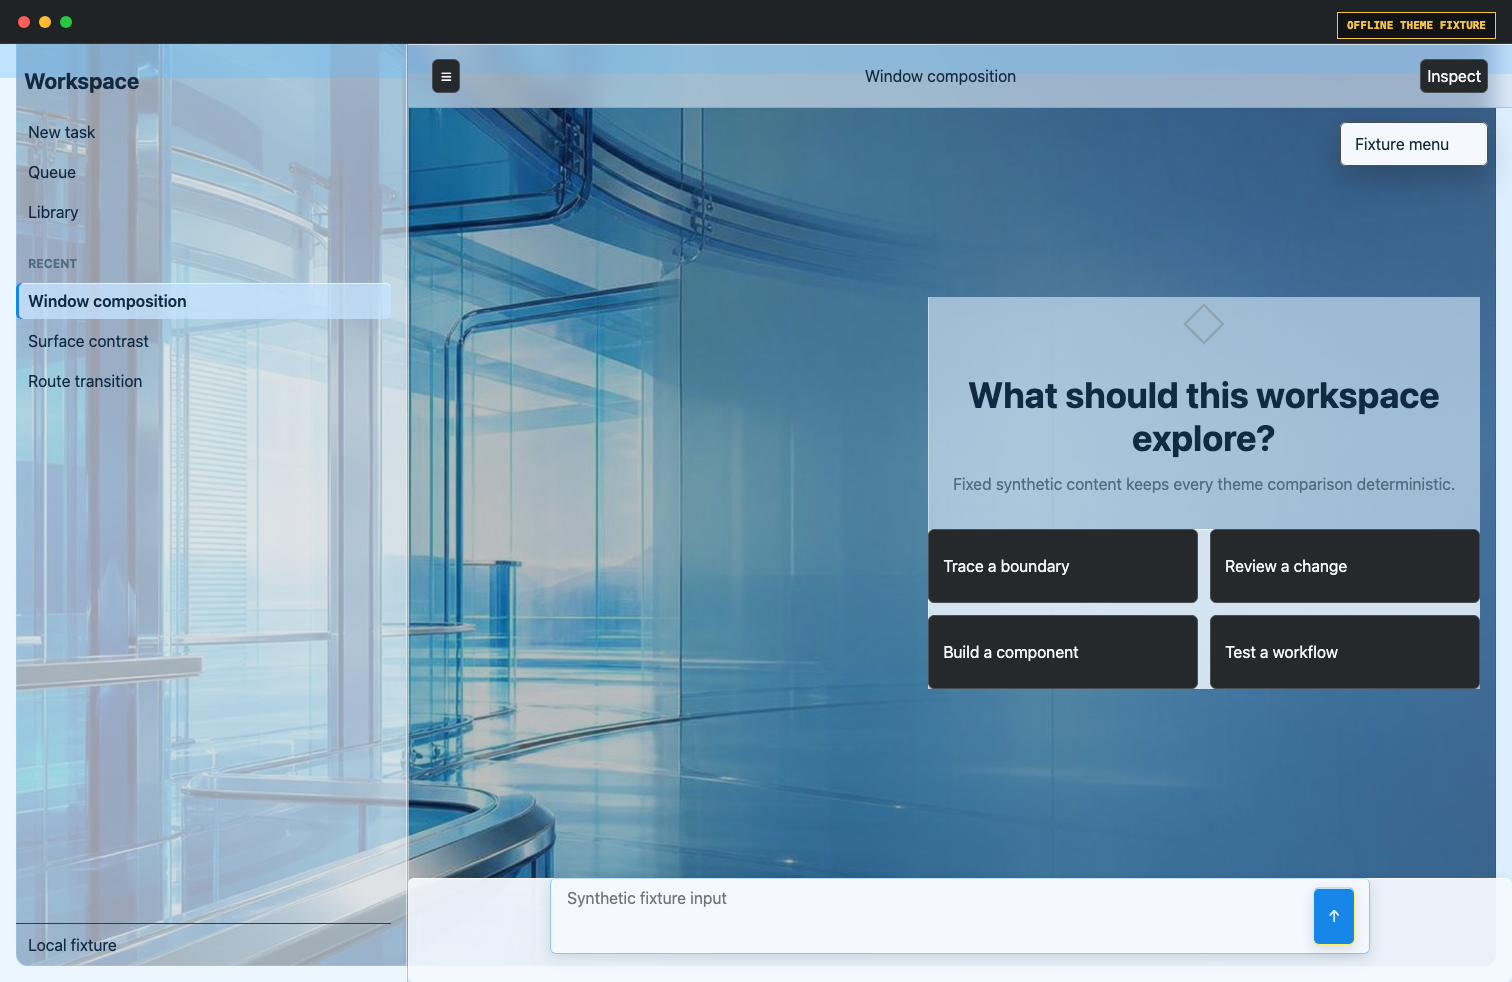 OFFLINE THEME FIXTURE
Workspace
Window composition
Inspect
New task
Queue
Library
RECENT
Window composition
Surface contrast
Route transition
Local fixture
Fixture menu
What should this workspace
explore?
Fixed synthetic content keeps every theme comparison deterministic.
Trace a boundary
Review a change
Build a component
Test a workflow
Synthetic fixture input